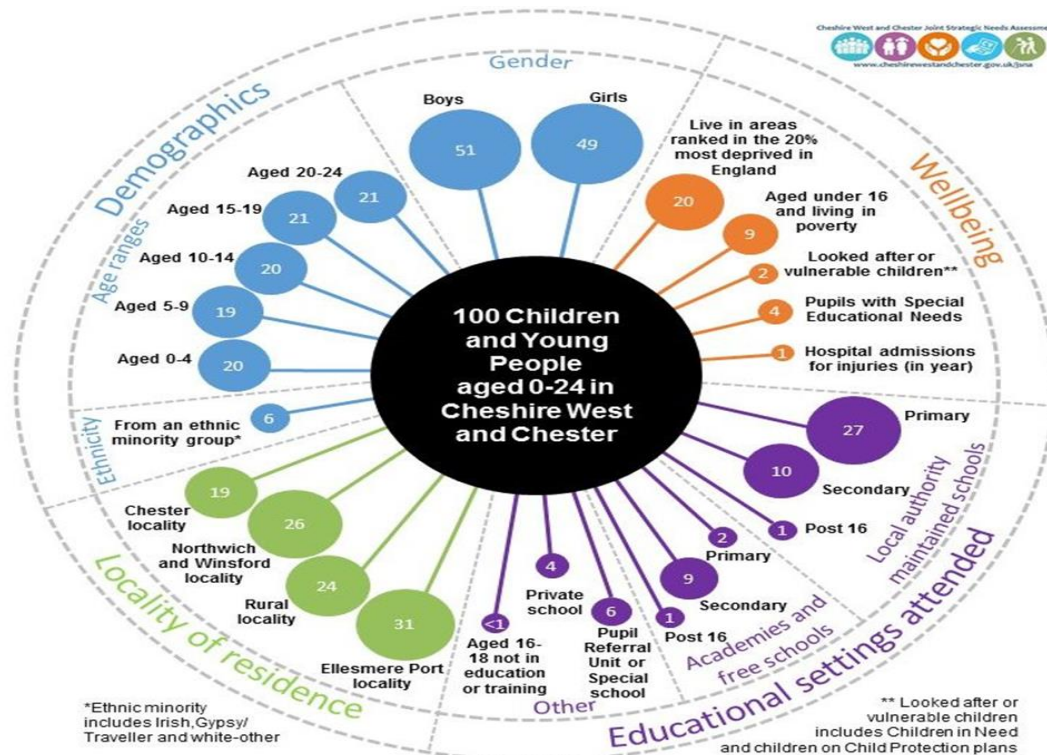 Cheshire West and Chester Joint Strategic Needs Assessment
www.cheshirewestandchester.gov.uk/jsna
Demographics
Gender
Boys
51
Girls
49
Age ranges
Aged 20-24
21
Aged 15-19
21
Aged 10-14
20
Aged 5-9
19
Aged 0-4
20
Ethnicity
From an ethnic
minority group*
6
Wellbeing
Live in areas
ranked in the 20%
most deprived in
England
20
Aged under 16
and living in
poverty
9
Looked after or
vulnerable children**
2
Pupils with Special
Educational Needs
4
Hospital admissions
for injuries (in year)
1
100 Children
and Young
People
aged 0-24 in
Cheshire West
and Chester
Educational settings attended
Local authority
maintained schools
Primary
27
Secondary
10
Post 16
1
Academies and
free schools
Primary
2
Secondary
9
Post 16
1
Other
Pupil
Referral
Unit or
Special
school
6
Private
school
4
Aged 16-
18 not in
education
or training
<1
Locality of residence
Chester
locality
19
Northwich
and Winsford
locality
26
Rural
locality
24
Ellesmere Port
locality
31
*Ethnic minority
includes Irish,Gypsy/
Traveller and white-other
** Looked after or
vulnerable children
includes Children in Need
and children on Child Protection plans